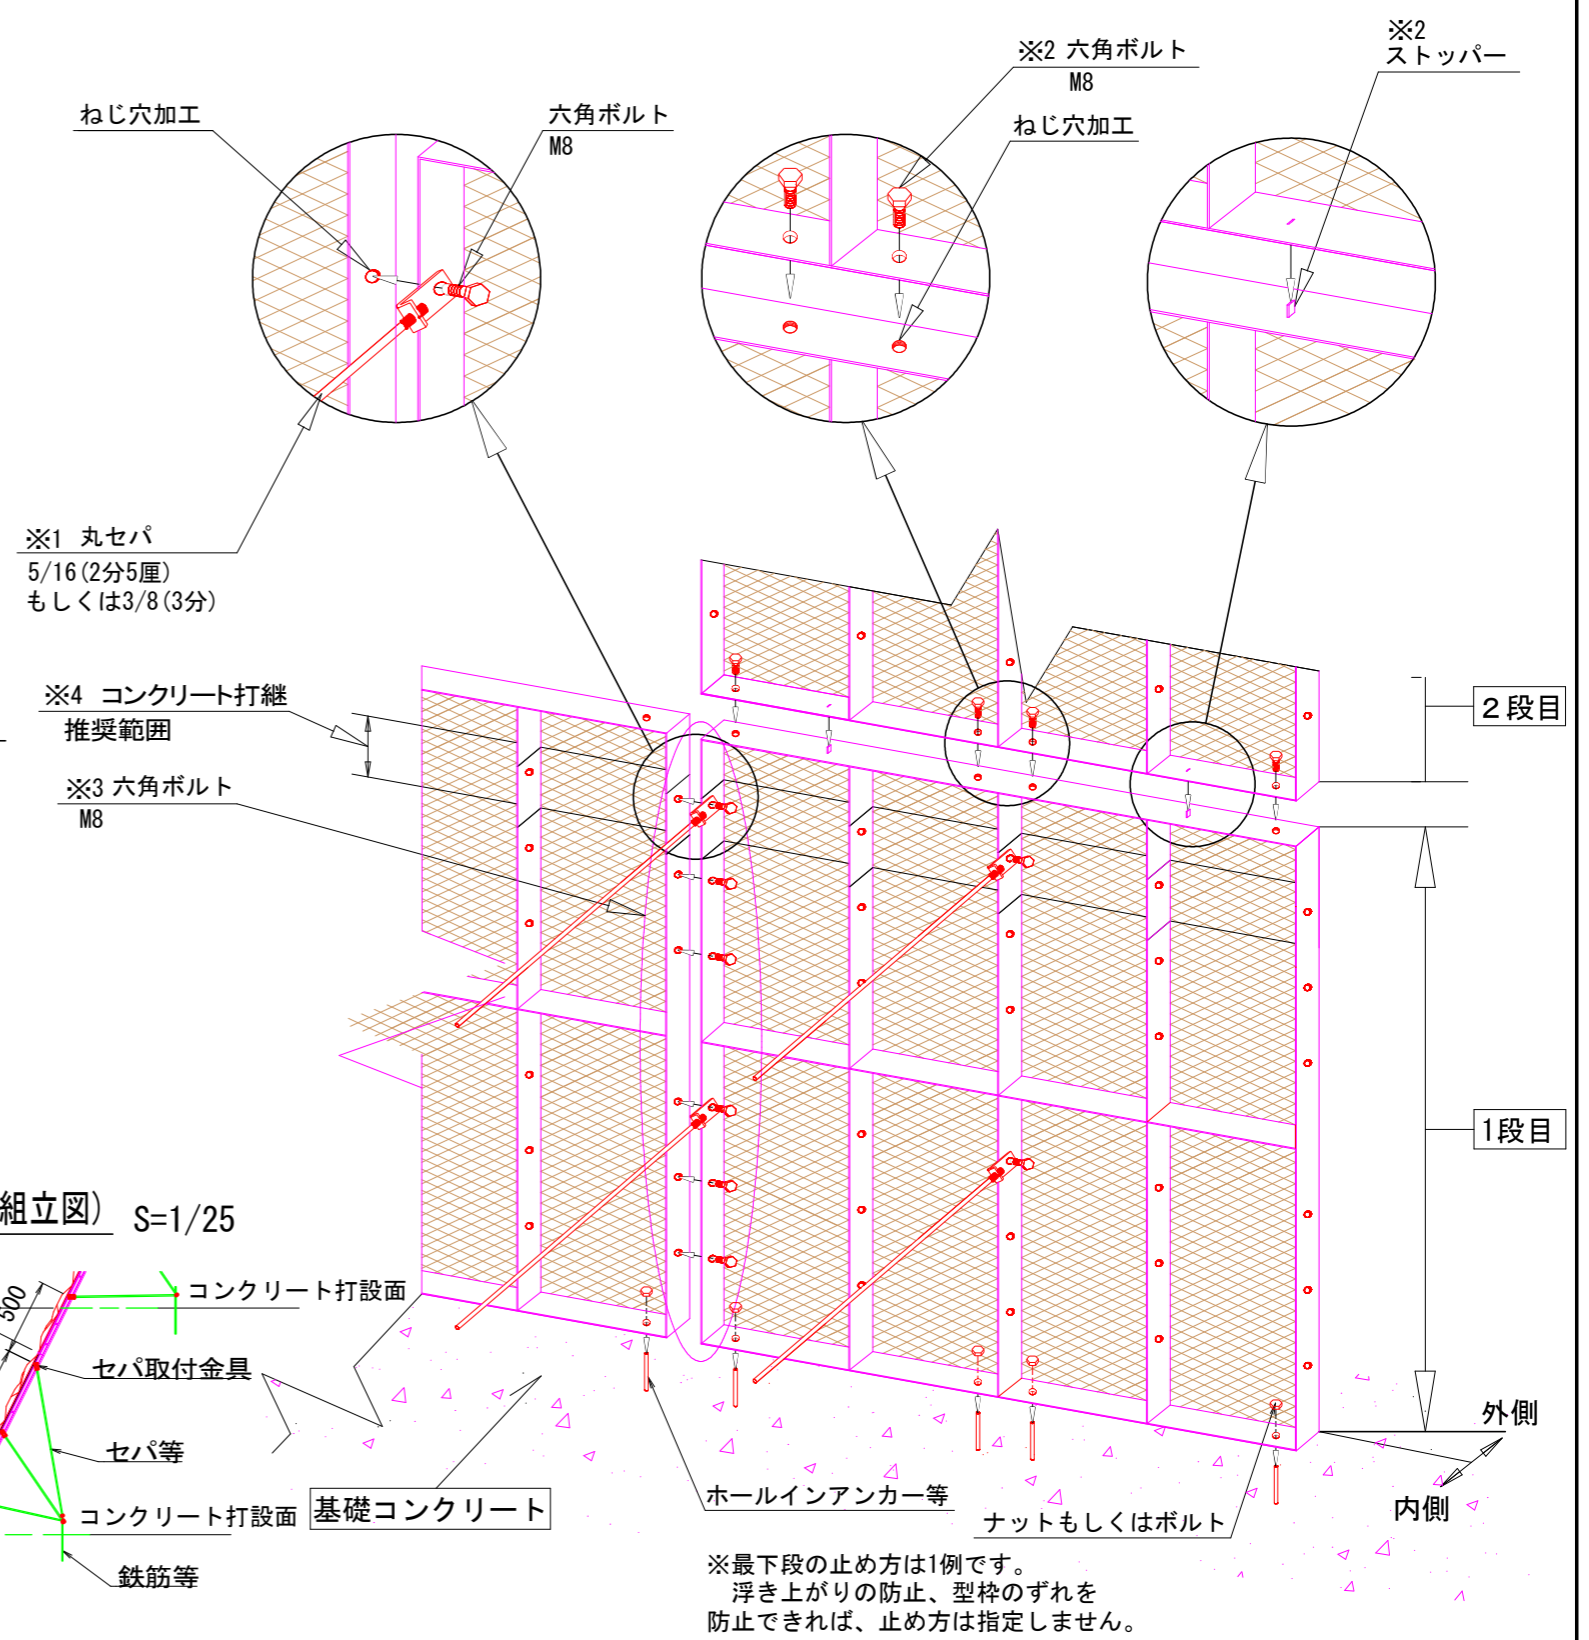 ※2
ストッパー
※2 六角ボルト
M8
ねじ穴加工
六角ボルト
M8
ねじ穴加工
※1 丸セパ
5/16(2分5厘)
もしくは3/8(3分)
※4 コンクリート打継
推奨範囲
※3 六角ボルト
M8
2段目
1段目
組立図) S=1/25
500
コンクリート打設面
セパ取付金具
セパ等
コンクリート打設面
鉄筋等
基礎コンクリート
ホールインアンカー等
ナットもしくはボルト
外側
内側
※最下段の止め方は1例です。
浮き上がりの防止、型枠のずれを
防止できれば、止め方は指定しません。